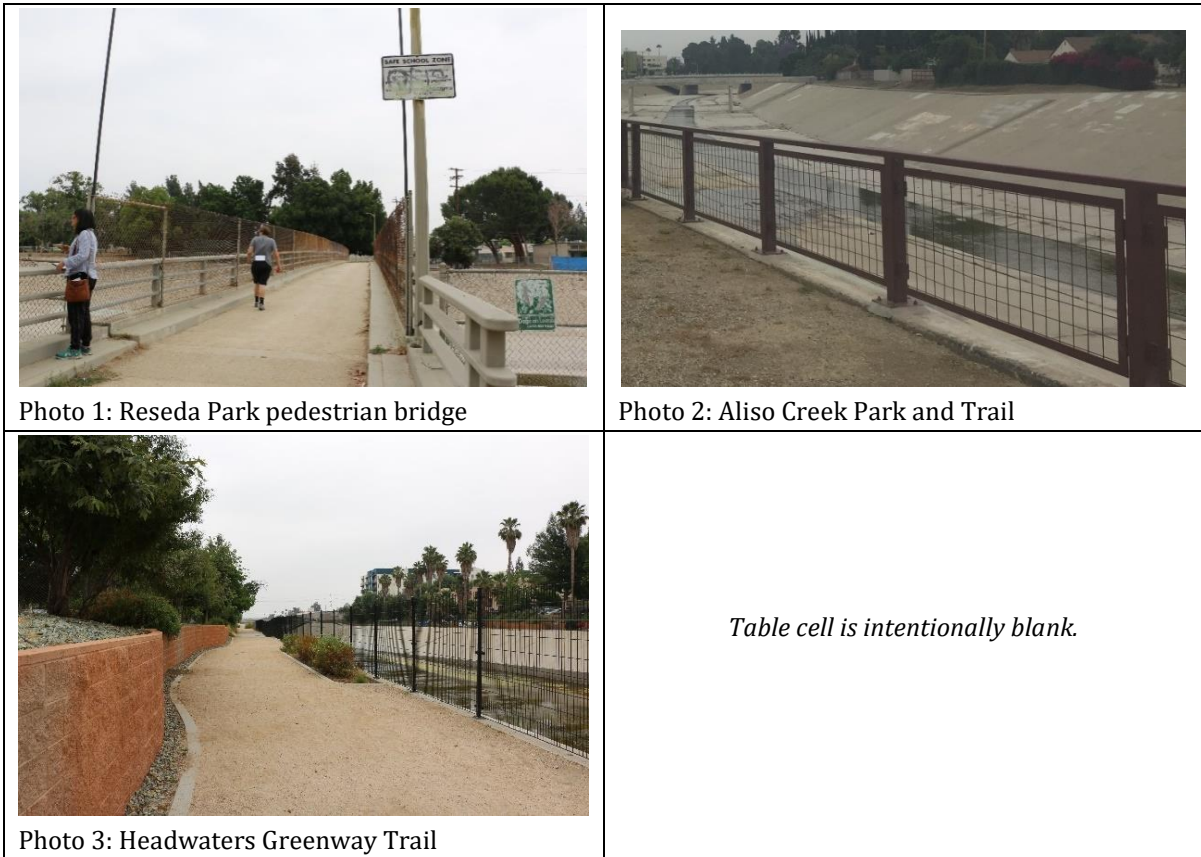 SAFE SCHOOL ZONE
Photo 1: Reseda Park pedestrian bridge
Photo 2: Aliso Creek Park and Trail
Photo 3: Headwaters Greenway Trail
Table cell is intentionally blank.